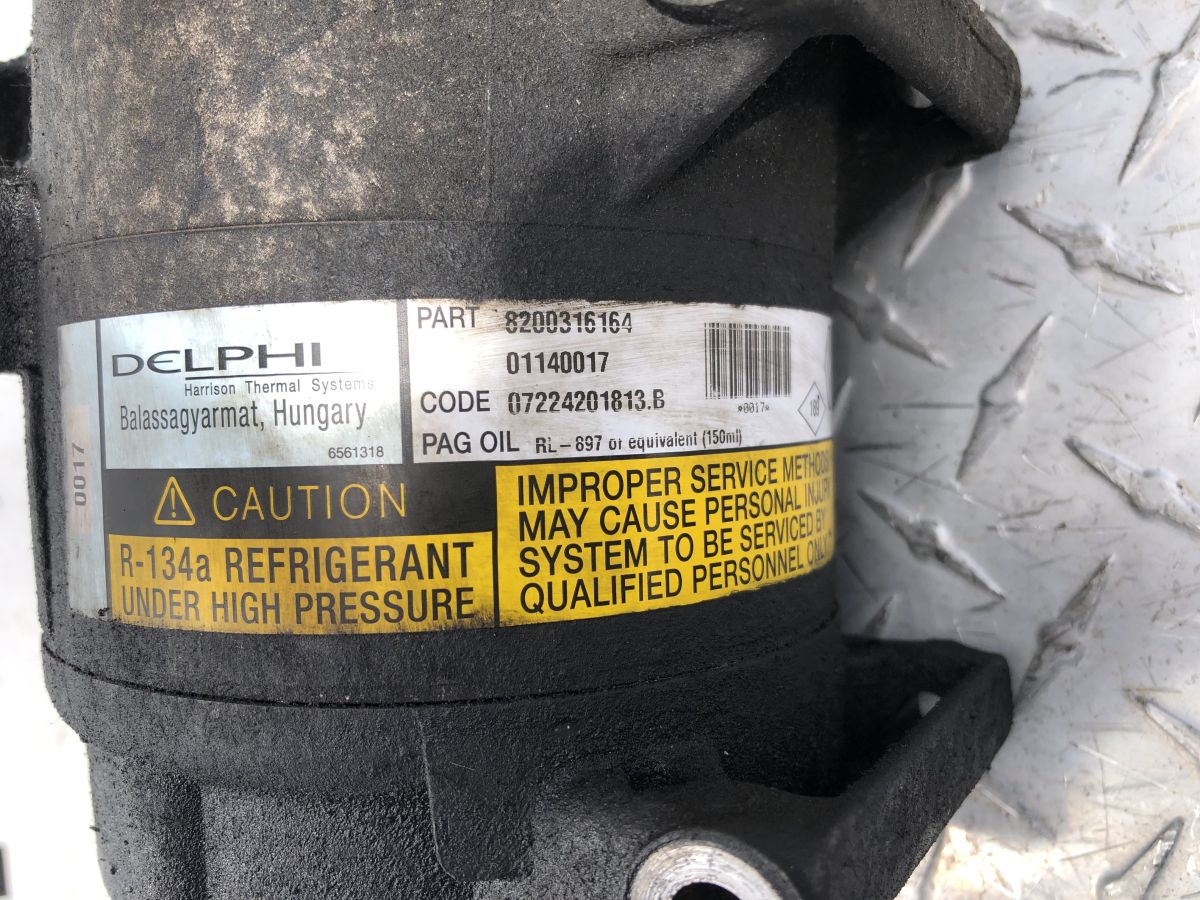 0017
DELPHI
Harrison Thermal Systems
Balassagyarmat, Hungary
6561318
PART 8200316164
01140017
CODE 07224201813.B
PAG OIL RL-897 or equivalent (150ml)
*0017*
189
CAUTION
R-134a REFRIGERANT
UNDER HIGH PRESSURE
IMPROPER SERVICE METHODS
MAY CAUSE PERSONAL INJURY
SYSTEM TO BE SERVICED BY
QUALIFIED PERSONNEL ONLY